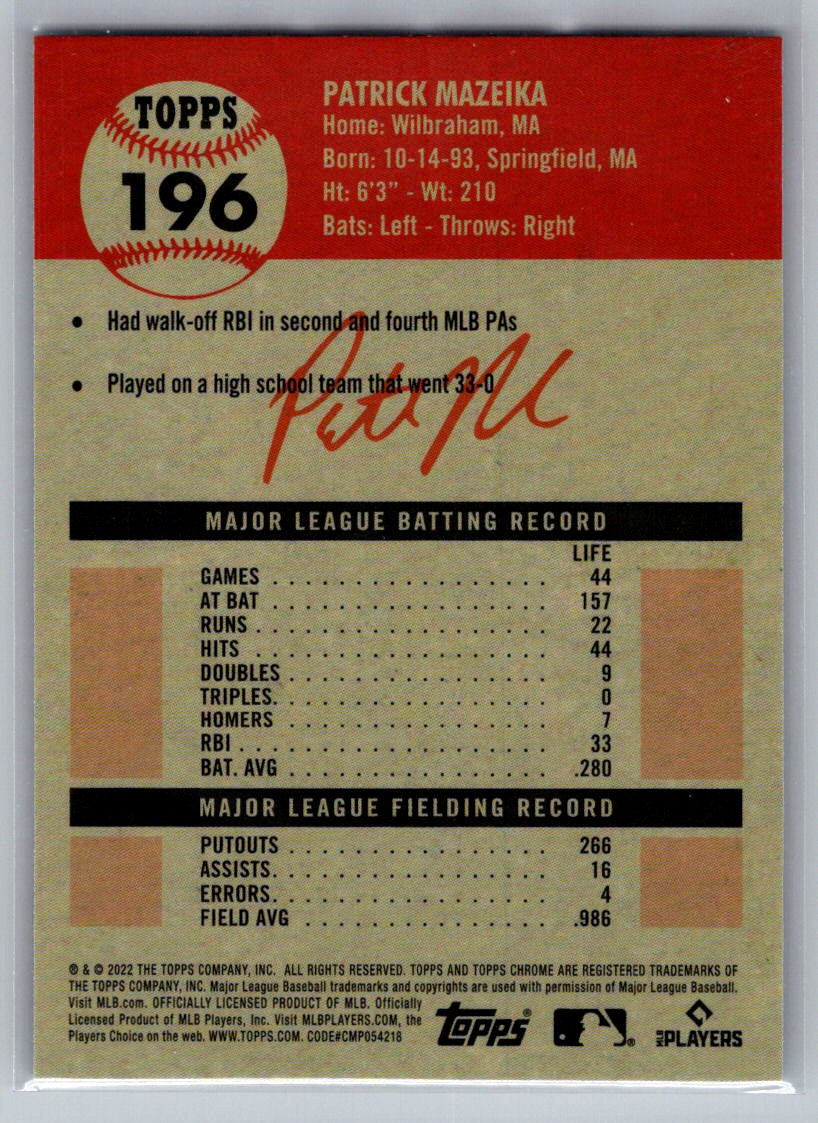 TOPPS
196
PATRICK MAZEIKA
Home: Wilbraham, MA
Born: 10-14-93, Springfield, MA
Ht: 6'3" - Wt: 210
Bats: Left - Throws: Right
• Had walk-off RBI in second and fourth MLB PAs
• Played on a high school team that went 33-0
MAJOR LEAGUE BATTING RECORD
LIFE
GAMES . . . . . . . . . . . . . . . . . 44
AT BAT . . . . . . . . . . . . . . . . . 157
RUNS . . . . . . . . . . . . . . . . . . 22
HITS . . . . . . . . . . . . . . . . . . 44
DOUBLES . . . . . . . . . . . . . . . . 9
TRIPLES. . . . . . . . . . . . . . . . . 0
HOMERS . . . . . . . . . . . . . . . . 7
RBI . . . . . . . . . . . . . . . . . . . 33
BAT. AVG . . . . . . . . . . . . . . . . .280
MAJOR LEAGUE FIELDING RECORD
PUTOUTS . . . . . . . . . . . . . . . . 266
ASSISTS. . . . . . . . . . . . . . . . . 16
ERRORS. . . . . . . . . . . . . . . . . 4
FIELD AVG . . . . . . . . . . . . . . . .986
® & © 2022 THE TOPPS COMPANY, INC. ALL RIGHTS RESERVED. TOPPS AND TOPPS CHROME ARE REGISTERED TRADEMARKS OF
THE TOPPS COMPANY, INC. Major League Baseball trademarks and copyrights are used with permission of Major League Baseball.
Visit MLB.com. OFFICIALLY LICENSED PRODUCT OF MLB. Officially
Licensed Product of MLB Players, Inc. Visit MLBPLAYERS.COM, the
Players Choice on the web. WWW.TOPPS.COM. CODE#CMP054218
topps®
®
MLB PLAYERS